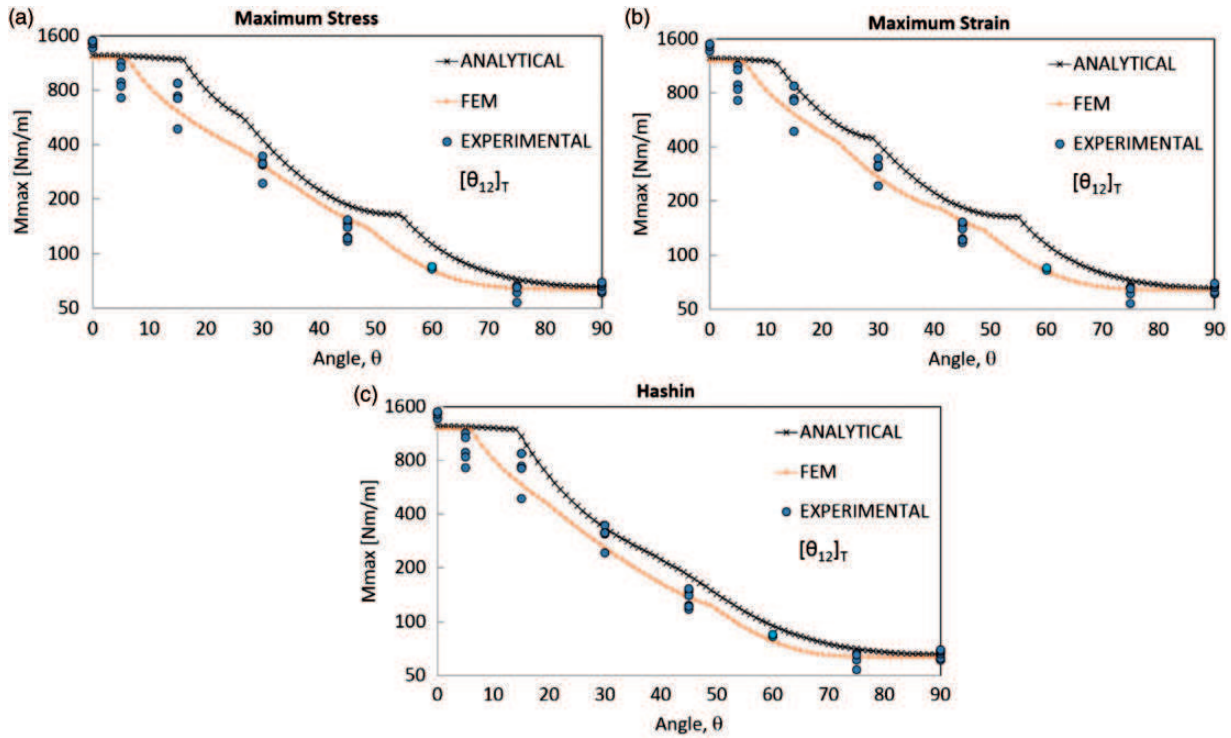 (a)
Maximum Stress
1600
800
400
200
100
50
Mmax [Nm/m]
ANALYTICAL
FEM
EXPERIMENTAL
[θ₁₂]T
0 10 20 30 40 50 60 70 80 90
Angle, θ
(b)
Maximum Strain
1600
800
400
200
100
50
Mmax [Nm/m]
ANALYTICAL
FEM
EXPERIMENTAL
[θ₁₂]T
0 10 20 30 40 50 60 70 80 90
Angle, θ
(c)
Hashin
1600
800
400
200
100
50
Mmax [Nm/m]
ANALYTICAL
FEM
EXPERIMENTAL
[θ₁₂]T
0 10 20 30 40 50 60 70 80 90
Angle, θ